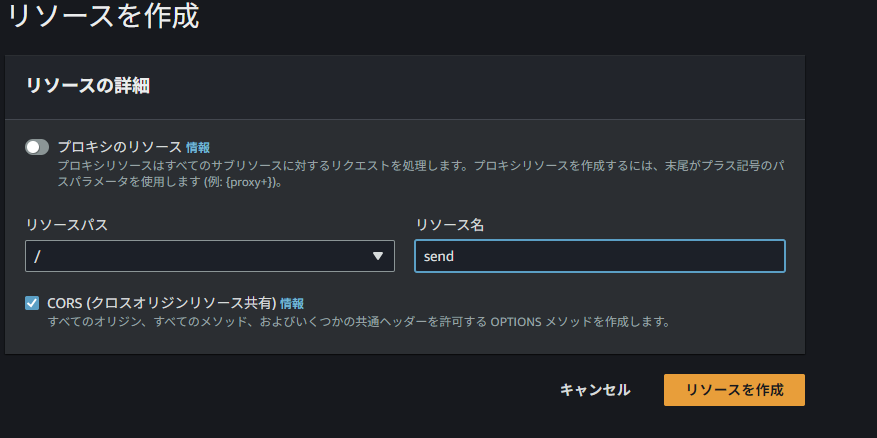 リソースを作成
リソースの詳細
プロキシのリソース 情報
プロキシリソースはすべてのサブリソースに対するリクエストを処理します。プロキシリソースを作成するには、末尾がプラス記号のパ
スパラメータを使用します (例: {proxy+})。
リソースパス
リソース名
/
send
CORS (クロスオリジンリソース共有) 情報
すべてのオリジン、すべてのメソッド、およびいくつかの共通ヘッダーを許可する OPTIONS メソッドを作成します。
キャンセル
リソースを作成